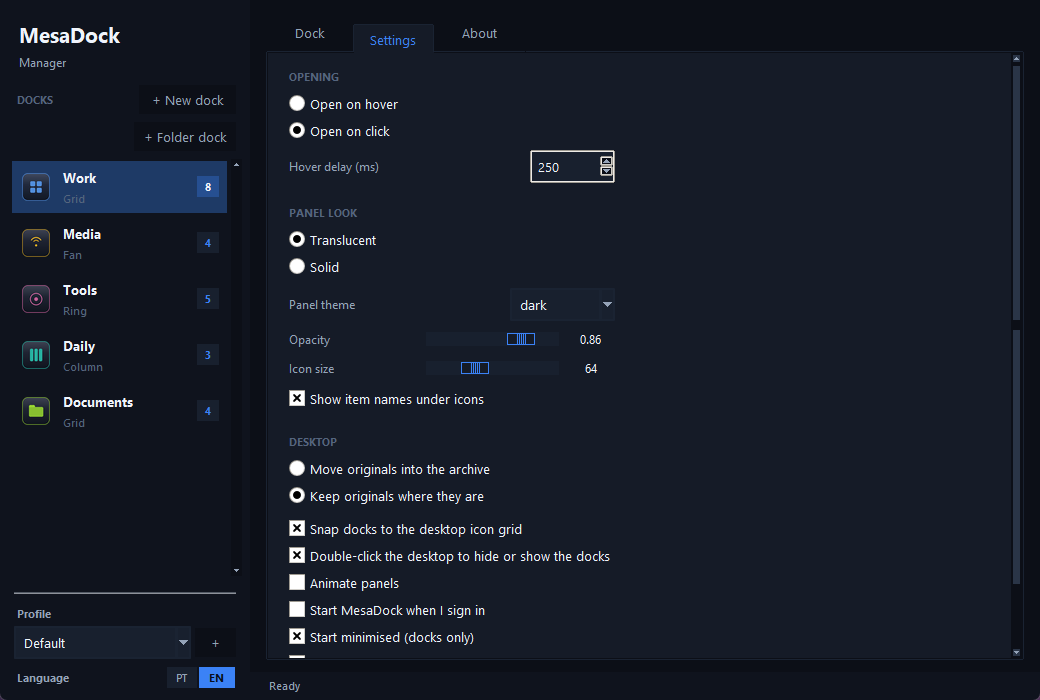 MesaDock
Manager
DOCKS
+ New dock
+ Folder dock
Work
Grid
8
Media
Fan
4
Tools
Ring
5
Daily
Column
3
Documents
Grid
4
Profile
Default
+
Language
PT
EN
Dock
Settings
About
OPENING
Open on hover
Open on click
Hover delay (ms)
250
PANEL LOOK
Translucent
Solid
Panel theme
dark
Opacity
0.86
Icon size
64
Show item names under icons
DESKTOP
Move originals into the archive
Keep originals where they are
Snap docks to the desktop icon grid
Double-click the desktop to hide or show the docks
Animate panels
Start MesaDock when I sign in
Start minimised (docks only)
Ready